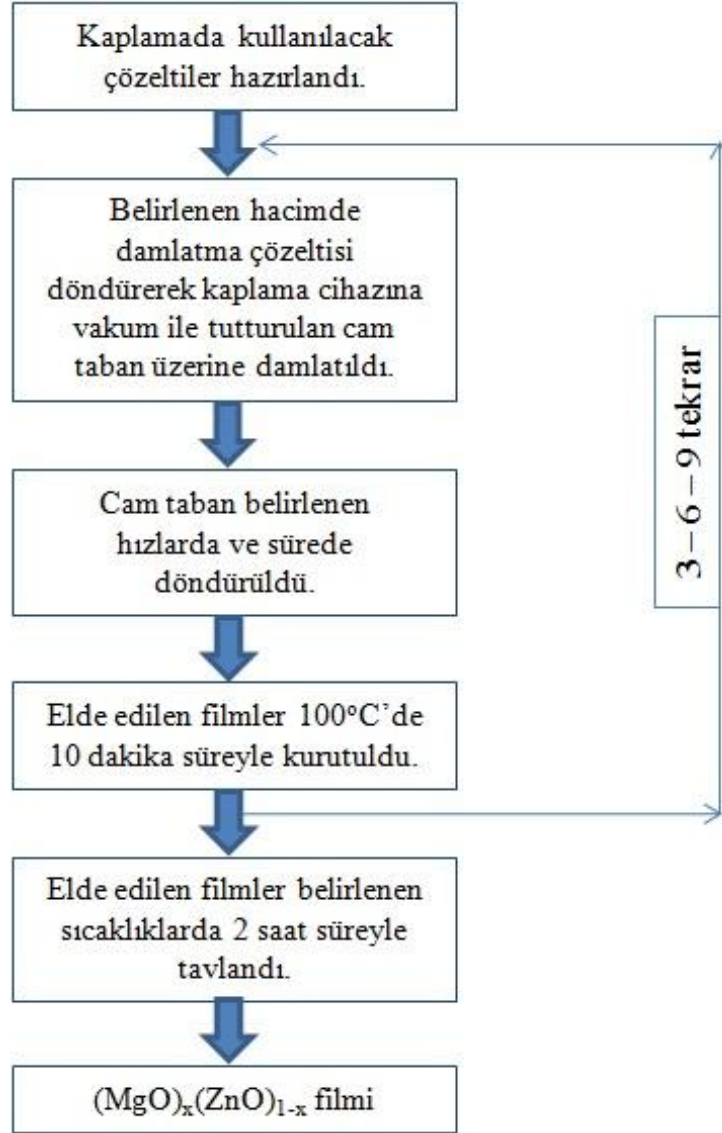 Kaplamada kullanılacak
çözeltiler hazırlandı.
Belirlenen hacimde
damlatma çözeltisi
döndürerek kaplama cihazına
vakum ile tutturulan cam
taban üzerine damlatıldı.
Cam taban belirlenen
hızlarda ve sürede
döndürüldü.
Elde edilen filmler 100°C’de
10 dakika süreyle kurutuldu.
Elde edilen filmler belirlenen
sıcaklıklarda 2 saat süreyle
tavlandı.
(MgO)ₓ(ZnO)₁₋ₓ filmi
3 – 6 – 9 tekrar